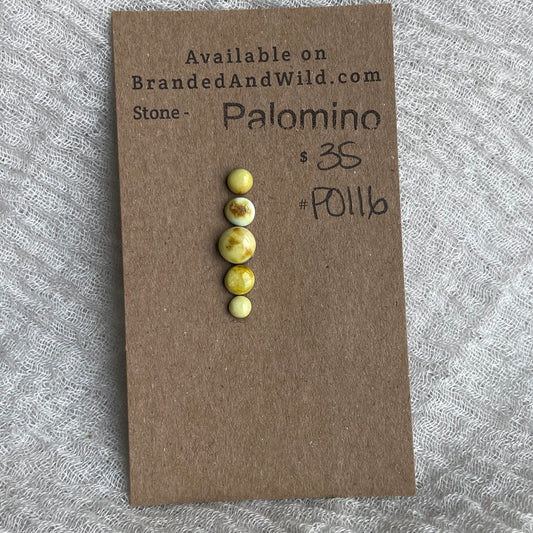 Available on
BrandedAndWild.com
Stone - Palomino
$ 35
# P0116